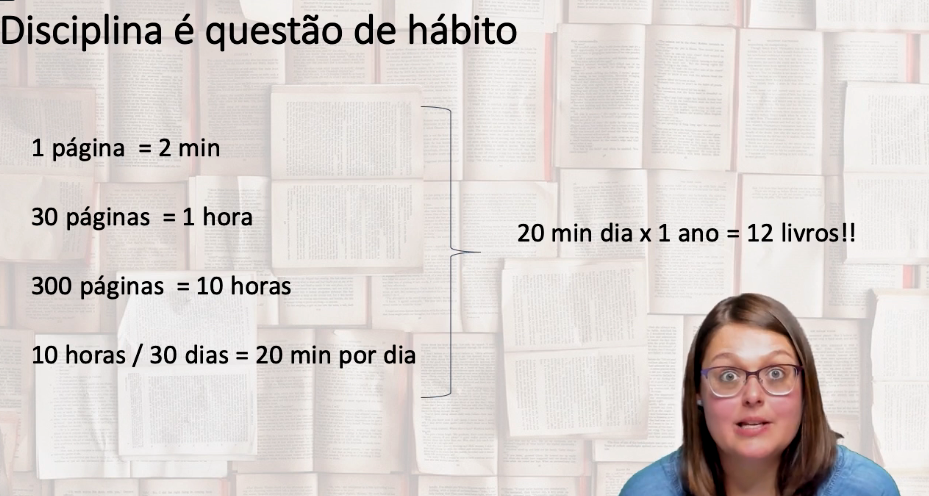 Disciplina é questão de hábito
1 página = 2 min
30 páginas = 1 hora
300 páginas = 10 horas
10 horas / 30 dias = 20 min por dia
20 min dia x 1 ano = 12 livros!!